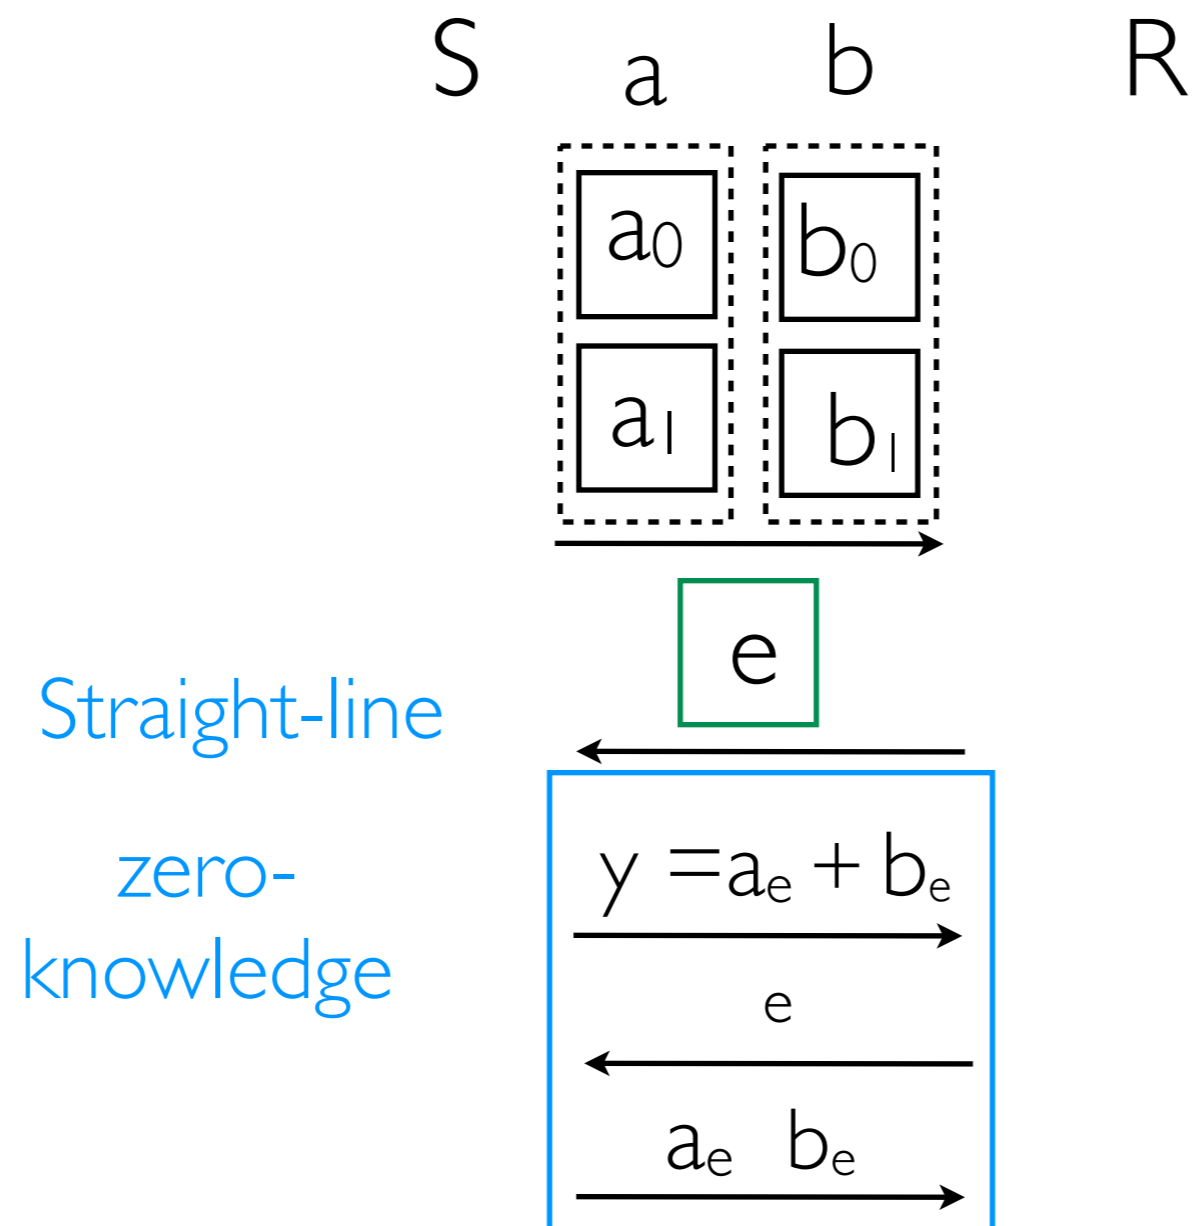 S a b R
a0 b0
a1 b1
e
Straight-line
zero-
knowledge
y =ae + be
e
ae be